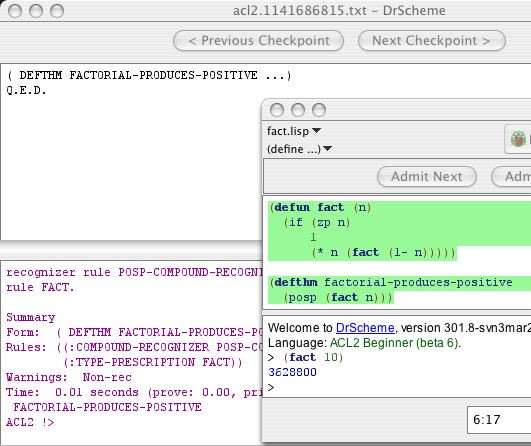 acl2.1141686815.txt - DrScheme
< Previous Checkpoint
Next Checkpoint >
( DEFTHM FACTORIAL-PRODUCES-POSITIVE ...)
Q.E.D.
fact.lisp
(define ...)
Admit Next
(defun fact (n)
(if (zp n)
1
(* n (fact (1- n)))))
(defthm factorial-produces-positive
(posp (fact n)))
recognizer rule POSP-COMPOUND-RECOGNI
rule FACT.
Summary
Form: ( DEFTHM FACTORIAL-PRODUCES-PO
Rules: ((:COMPOUND-RECOGNIZER POSP-CO
(:TYPE-PRESCRIPTION FACT))
Warnings: Non-rec
Time: 0.01 seconds (prove: 0.00, pri
FACTORIAL-PRODUCES-POSITIVE
ACL2 !>
Welcome to DrScheme, version 301.8-svn3mar2
Language: ACL2 Beginner (beta 6).
> (fact 10)
3628800
>
6:17